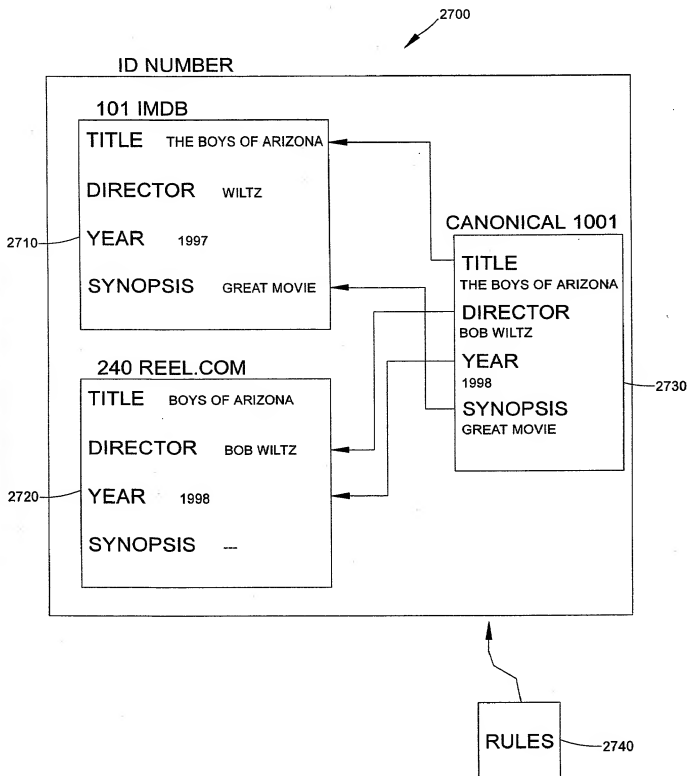 2700
ID NUMBER
101 IMDB
TITLE THE BOYS OF ARIZONA
DIRECTOR WILTZ
2710
YEAR 1997
SYNOPSIS GREAT MOVIE
CANONICAL 1001
TITLE
THE BOYS OF ARIZONA
DIRECTOR
BOB WILTZ
YEAR
1998
2730
SYNOPSIS
GREAT MOVIE
240 REEL.COM
TITLE BOYS OF ARIZONA
DIRECTOR BOB WILTZ
2720
YEAR 1998
SYNOPSIS ---
RULES
2740